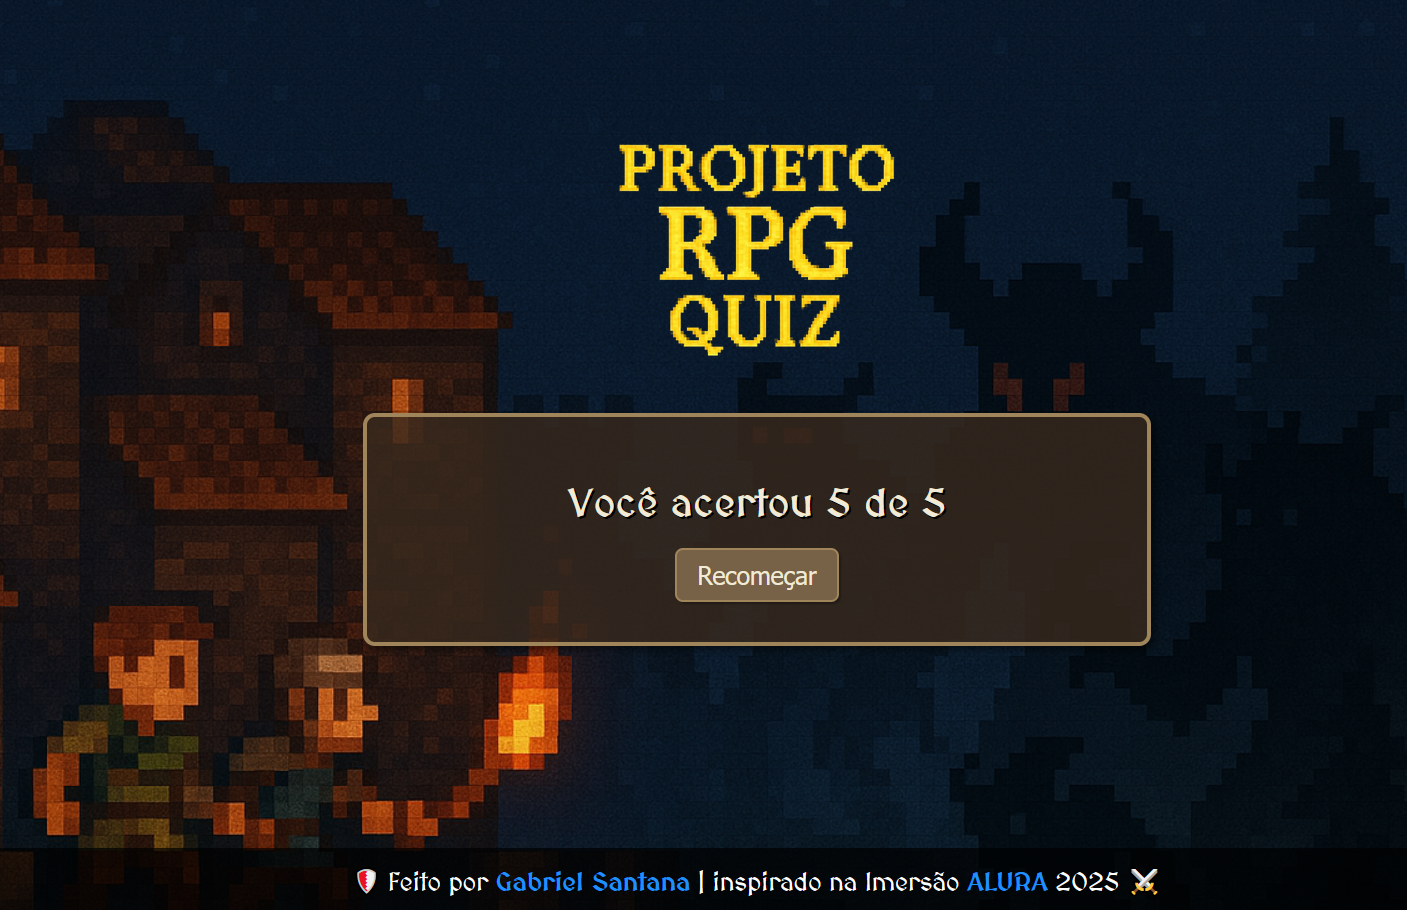 PROJETO
RPG
QUIZ
Você acertou 5 de 5
Recomeçar
Feito por Gabriel Santana | inspirado na Imersão ALURA 2025